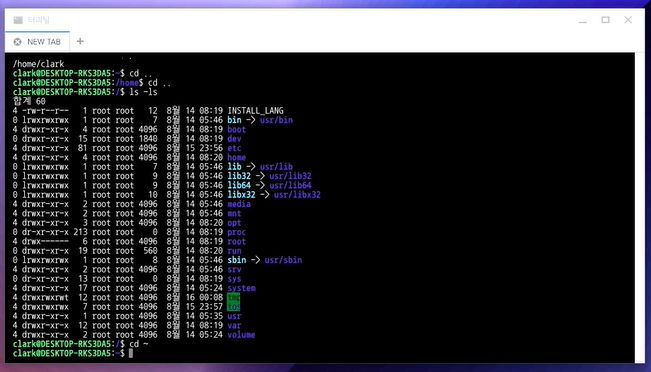 터미널
NEW TAB
/home/clark
clark@DESKTOP-RKS3DA5:~$ cd ..
clark@DESKTOP-RKS3DA5:/home$ cd ..
clark@DESKTOP-RKS3DA5:/$ ls -ls
합계 60
4 -rw-r--r-- 1 root root 12 8월 14 08:19 INSTALL_LANG
0 lrwxrwxrwx 1 root root 7 8월 14 05:46 bin -> usr/bin
4 drwxr-xr-x 4 root root 4096 8월 14 08:19 boot
0 drwxr-xr-x 15 root root 1840 8월 14 08:19 dev
4 drwxr-xr-x 81 root root 4096 8월 15 23:56 etc
4 drwxr-xr-x 4 root root 4096 8월 14 08:20 home
0 lrwxrwxrwx 1 root root 7 8월 14 05:46 lib -> usr/lib
0 lrwxrwxrwx 1 root root 9 8월 14 05:46 lib32 -> usr/lib32
0 lrwxrwxrwx 1 root root 9 8월 14 05:46 lib64 -> usr/lib64
0 lrwxrwxrwx 1 root root 10 8월 14 05:46 libx32 -> usr/libx32
4 drwxr-xr-x 2 root root 4096 8월 14 05:46 media
4 drwxr-xr-x 2 root root 4096 8월 14 05:46 mnt
4 drwxr-xr-x 3 root root 4096 8월 14 08:20 opt
0 dr-xr-xr-x 213 root root 0 8월 14 08:19 proc
4 drwx------ 6 root root 4096 8월 14 08:19 root
0 drwxr-xr-x 19 root root 560 8월 14 08:20 run
0 lrwxrwxrwx 1 root root 8 8월 14 05:46 sbin -> usr/sbin
4 drwxr-xr-x 2 root root 4096 8월 14 05:46 srv
0 dr-xr-xr-x 13 root root 0 8월 14 08:19 sys
4 drwxr-xr-x 17 root root 4096 8월 14 05:24 system
4 drwxrwxrwt 12 root root 4096 8월 16 00:08 tmp
4 drwxrwxrwx 7 root root 4096 8월 15 23:57
4 drwxr-xr-x 12 root root 4096 8월 14 05:35 usr
4 drwxr-xr-x 12 root root 4096 8월 14 08:19 var
4 drwxr-xr-x 2 root root 4096 8월 14 05:24 volume
clark@DESKTOP-RKS3DA5:/$ cd ~
clark@DESKTOP-RKS3DA5:~$